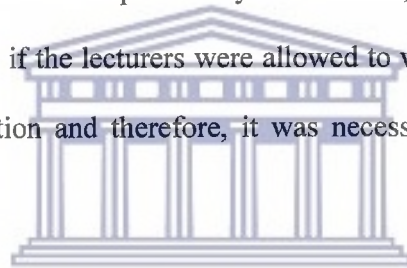 if the lecturers were allowed to
tion and therefore, it was necess